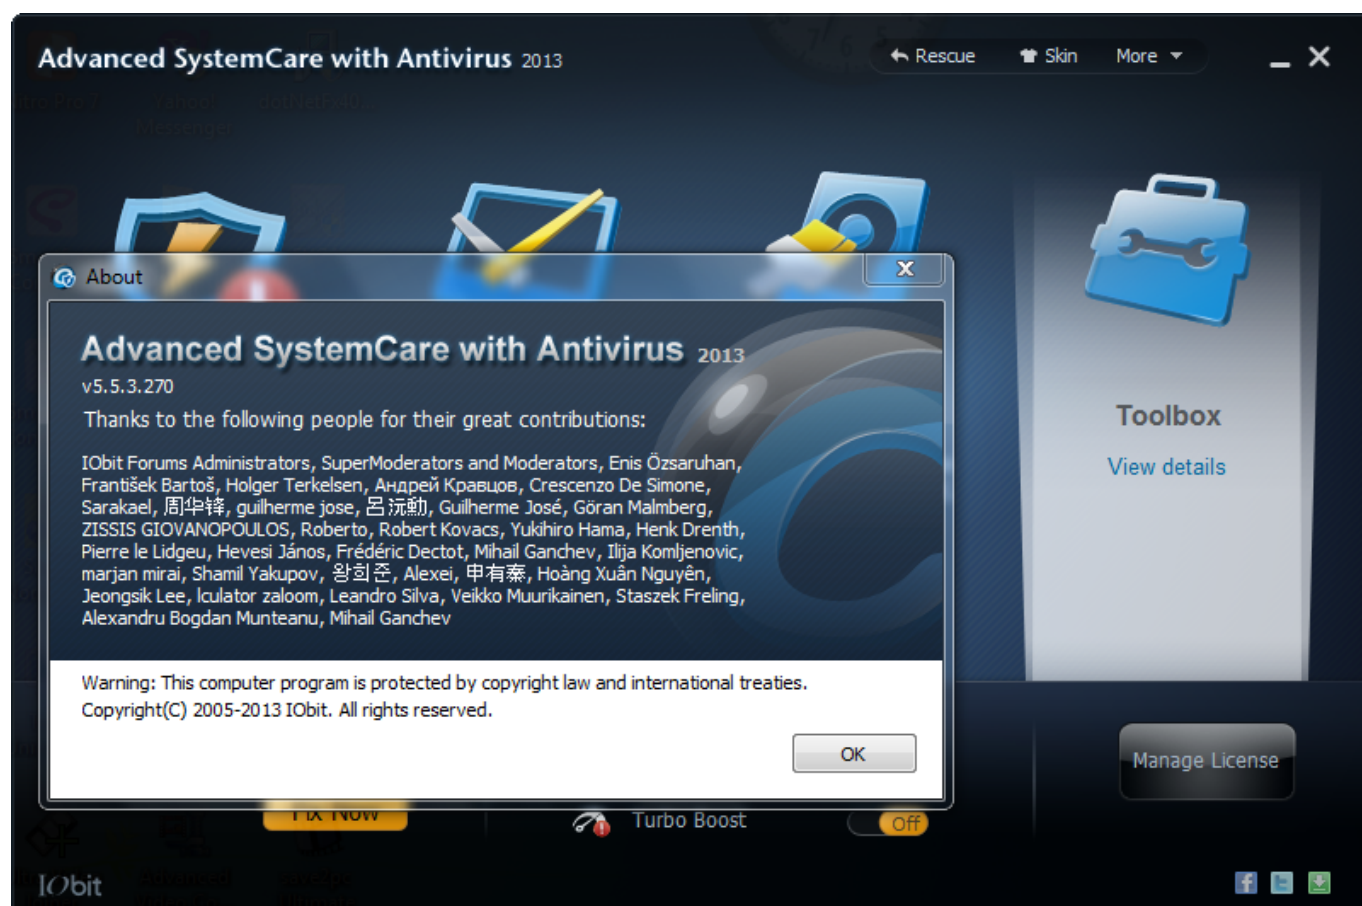 Advanced SystemCare with Antivirus 2013
Rescue
Skin
More
About
Advanced SystemCare with Antivirus 2013
v5.5.3.270
Thanks to the following people for their great contributions:
IObit Forums Administrators, SuperModerators and Moderators, Enis Özsaruhan,
František Bartoš, Holger Terkelsen, Андрей Кравцов, Crescenzo De Simone,
Sarakael, 周华锋, guilherme jose, 呂沅勳, Guilherme José, Göran Malmberg,
ZISSIS GIOVANOPOULOS, Roberto, Robert Kovacs, Yukihiro Hama, Henk Drenth,
Pierre le Lidgeu, Hevesi János, Frédéric Dectot, Mihail Ganchev, Ilija Komljenovic,
marjan mirai, Shamil Yakupov, 왕희준, Alexei, 申有泰, Hoàng Xuân Nguyên,
Jeongsik Lee, lculator zaloom, Leandro Silva, Veikko Muurikainen, Staszek Freling,
Alexandru Bogdan Munteanu, Mihail Ganchev
Warning: This computer program is protected by copyright law and international treaties.
Copyright(C) 2005-2013 IObit. All rights reserved.
OK
Toolbox
View details
Manage License
Fix Now
Turbo Boost
Off
IObit